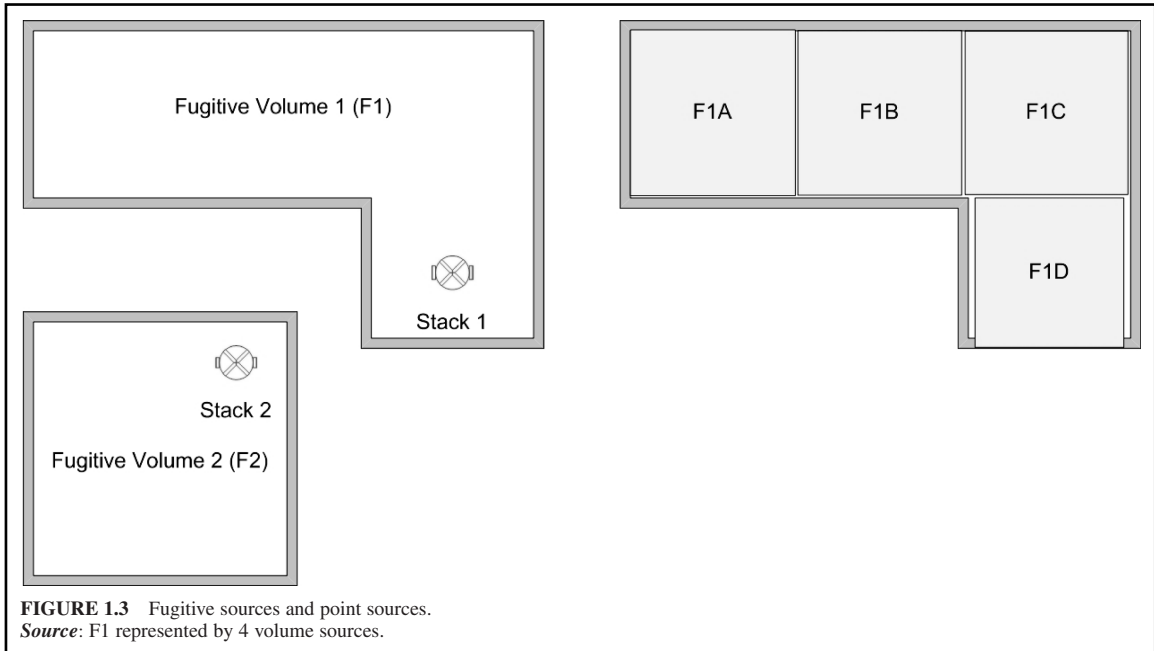 Fugitive Volume 1 (F1)
Stack 1
Stack 2
Fugitive Volume 2 (F2)
F1A
F1B
F1C
F1D
FIGURE 1.3 Fugitive sources and point sources.
Source: F1 represented by 4 volume sources.